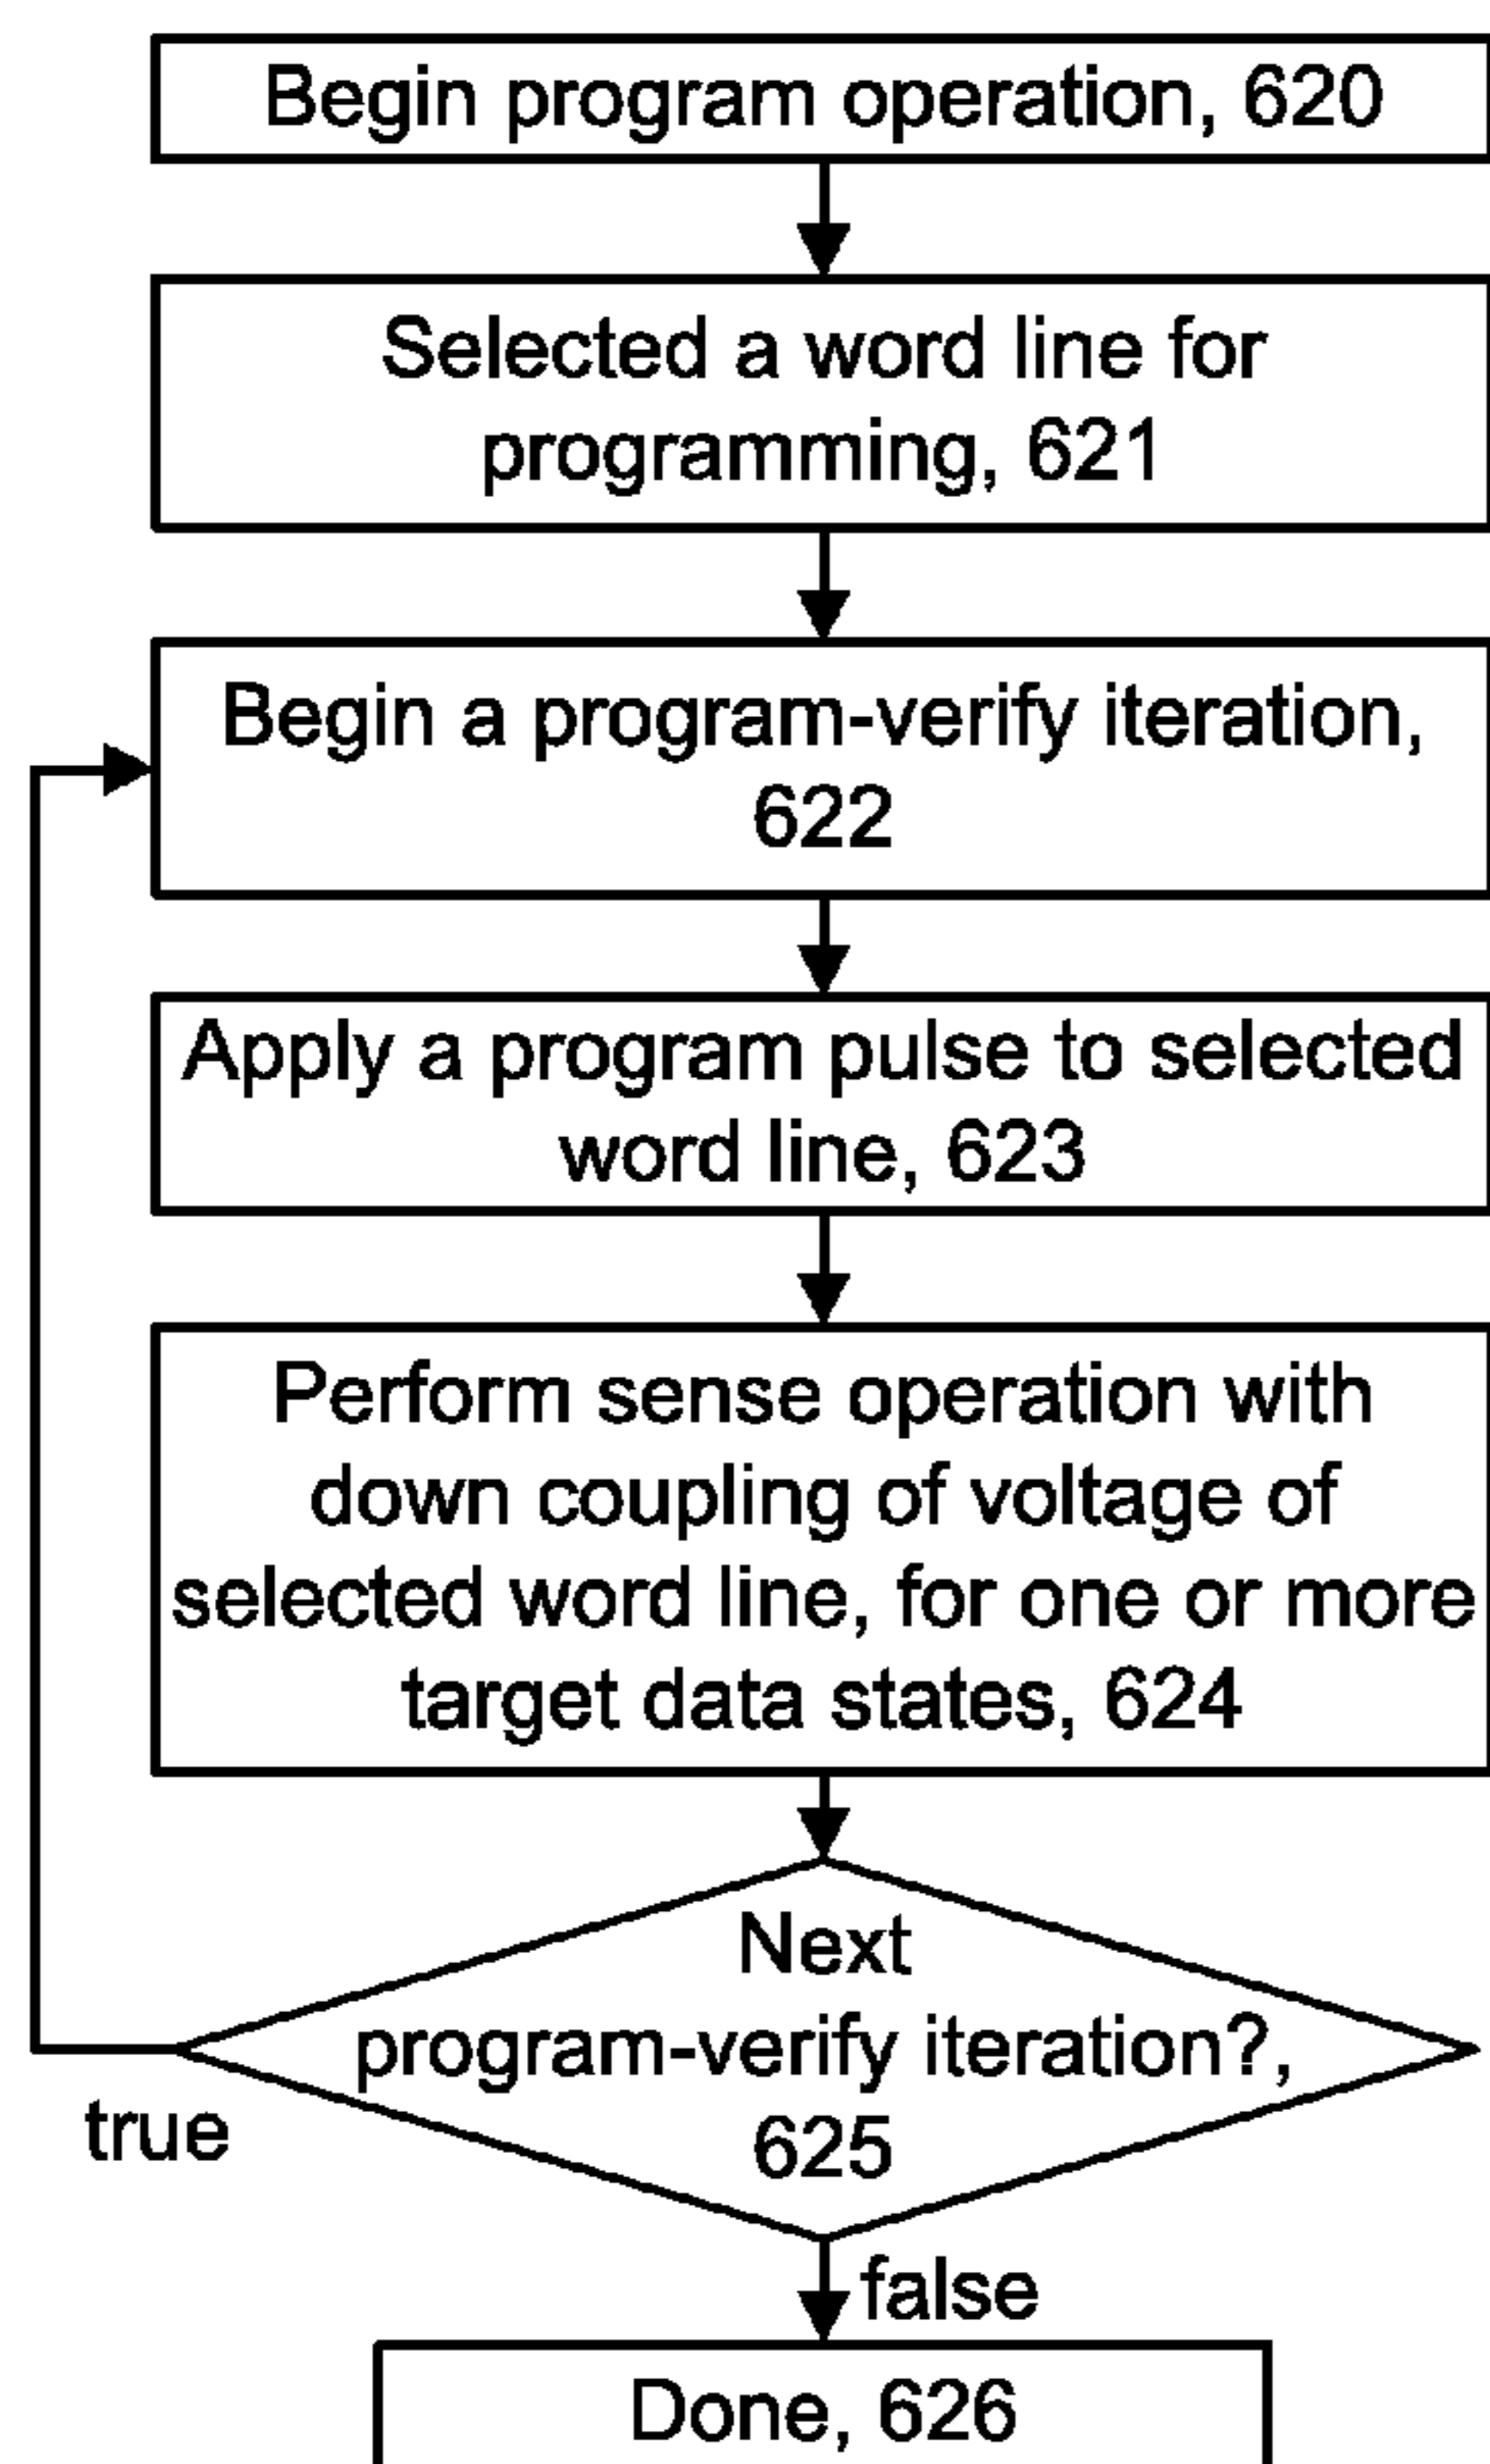 Begin program operation, 620
Selected a word line for
programming, 621
Begin a program-verify iteration,
622
Apply a program pulse to selected
word line, 623
Perform sense operation with
down coupling of voltage of
selected word line, for one or more
target data states, 624
Next
program-verify iteration?,
625
true
false
Done, 626